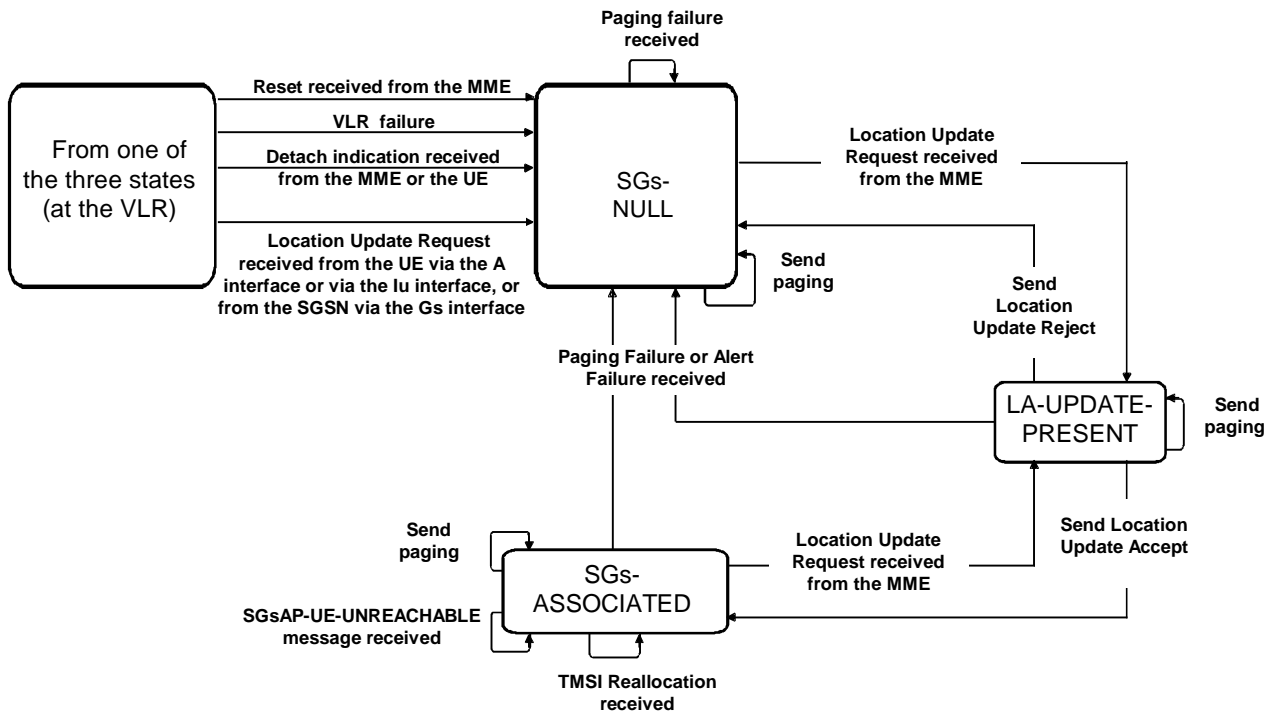 Paging failure
received
Reset received from the MME
VLR failure
Detach indication received
from the MME or the UE
Location Update Request
received from the UE via the A
interface or via the Iu interface, or
from the SGSN via the Gs interface
From one of
the three states
(at the VLR)
SGs-
NULL
Location Update
Request received
from the MME
Send
paging
Send
Location
Update Reject
Paging Failure or Alert
Failure received
LA-UPDATE-
PRESENT
Send
paging
Send
paging
SGs-
ASSOCIATED
Location Update
Request received
from the MME
Send Location
Update Accept
SGsAP-UE-UNREACHABLE
message received
TMSI Reallocation
received